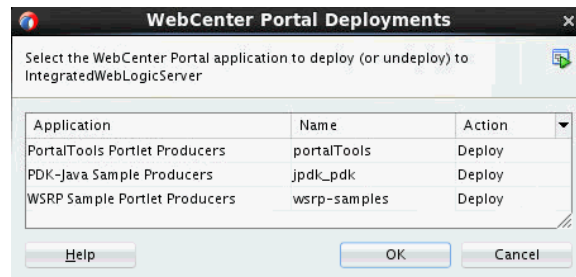 WebCenter Portal Deployments
Select the WebCenter Portal application to deploy (or undeploy) to
IntegratedWebLogicServer
Application Name Action
PortalTools Portlet Producers portalTools Deploy
PDK-Java Sample Producers jpdk_pdk Deploy
WSRP Sample Portlet Producers wsrp-samples Deploy
Help OK Cancel